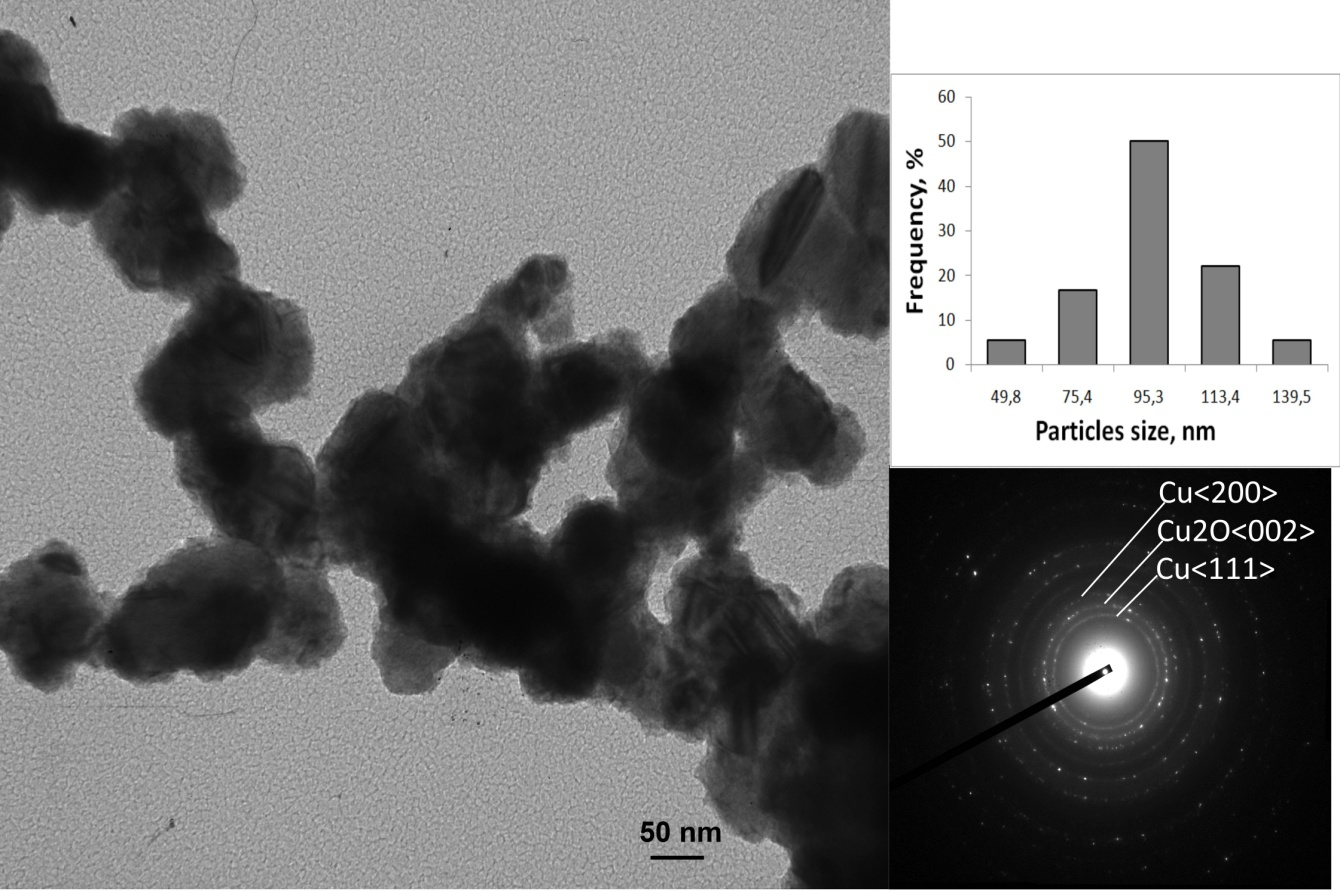 50 nm
60
50
40
30
20
10
0
Frequency, %
49,8 75,4 95,3 113,4 139,5
Particles size, nm
Cu<200>
Cu2O<002>
Cu<111>